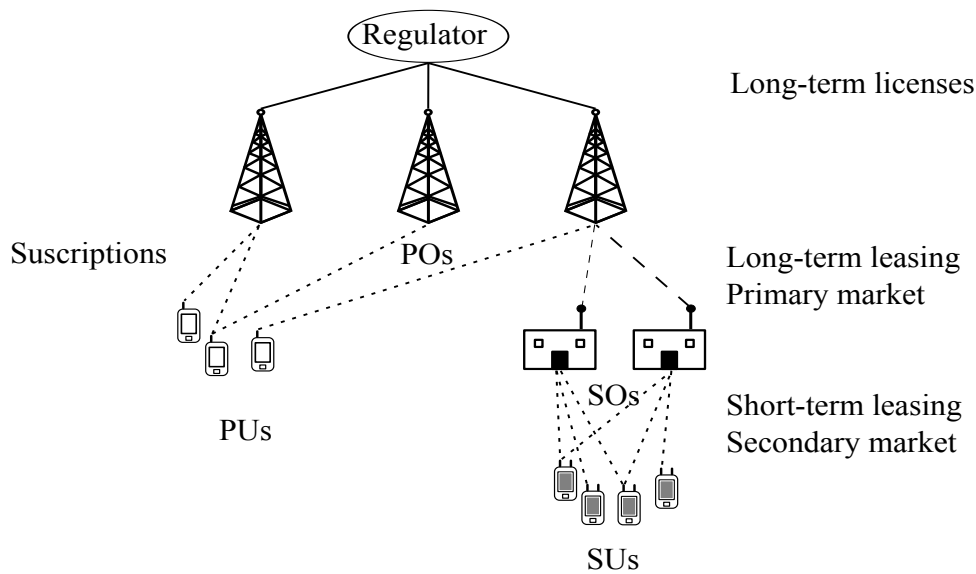 Regulator
Long-term licenses
Suscriptions
POs
Long-term leasing
Primary market
SOs
PUs
Short-term leasing
Secondary market
SUs